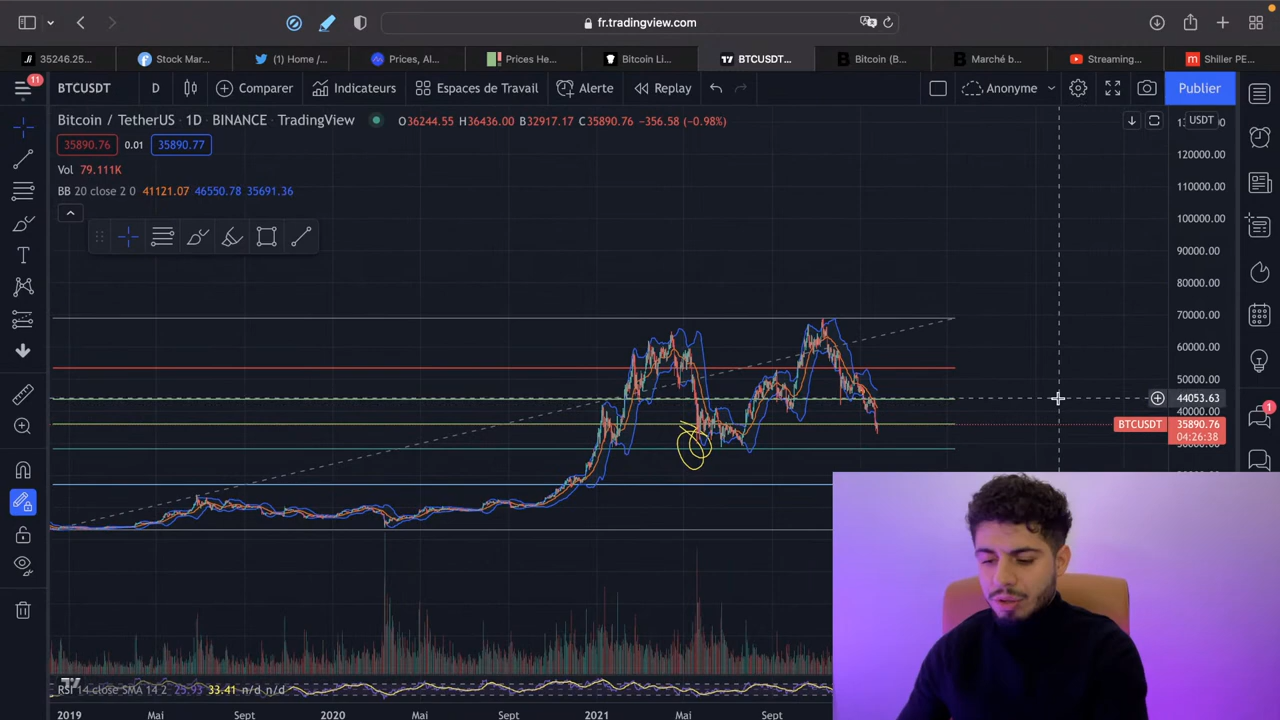 fr.tradingview.com
35246.25...
Stock Mar...
(1) Home /...
Prices, Al...
Prices He...
Bitcoin Li...
BTCUSDT...
Bitcoin (B...
Marché b...
Streaming...
Shiller PE...
11
BTCUSDT
D
Comparer
Indicateurs
Espaces de Travail
Alerte
Replay
Anonyme
Publier
Bitcoin / TetherUS · 1D · BINANCE · TradingView
O36244.55 H36436.00 B32917.17 C35890.76 −356.58 (−0.98%)
USDT
35890.76
0.01
35890.77
Vol 79.111K
BB 20 close 2 0 41121.07 46550.78 35691.36
120000.00
110000.00
100000.00
90000.00
80000.00
70000.00
60000.00
50000.00
44053.63
40000.00
1
BTCUSDT
35890.76
04:26:38
RSI 14 close SMA 14 2 25.93 33.41 n/d n/d
2019
Mai
Sept
2020
Mai
Sept
2021
Mai
Sept